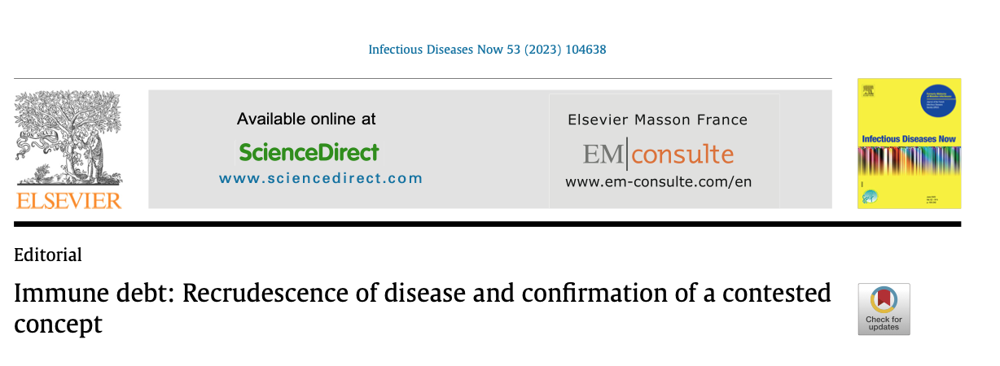 Infectious Diseases Now 53 (2023) 104638
Available online at
ScienceDirect
www.sciencedirect.com
Elsevier Masson France
EM|consulte
www.em-consulte.com/en
NON SOLUS
ELSEVIER
Infectious Diseases Now
Editorial
Immune debt: Recrudescence of disease and confirmation of a contested
concept
Check for
updates